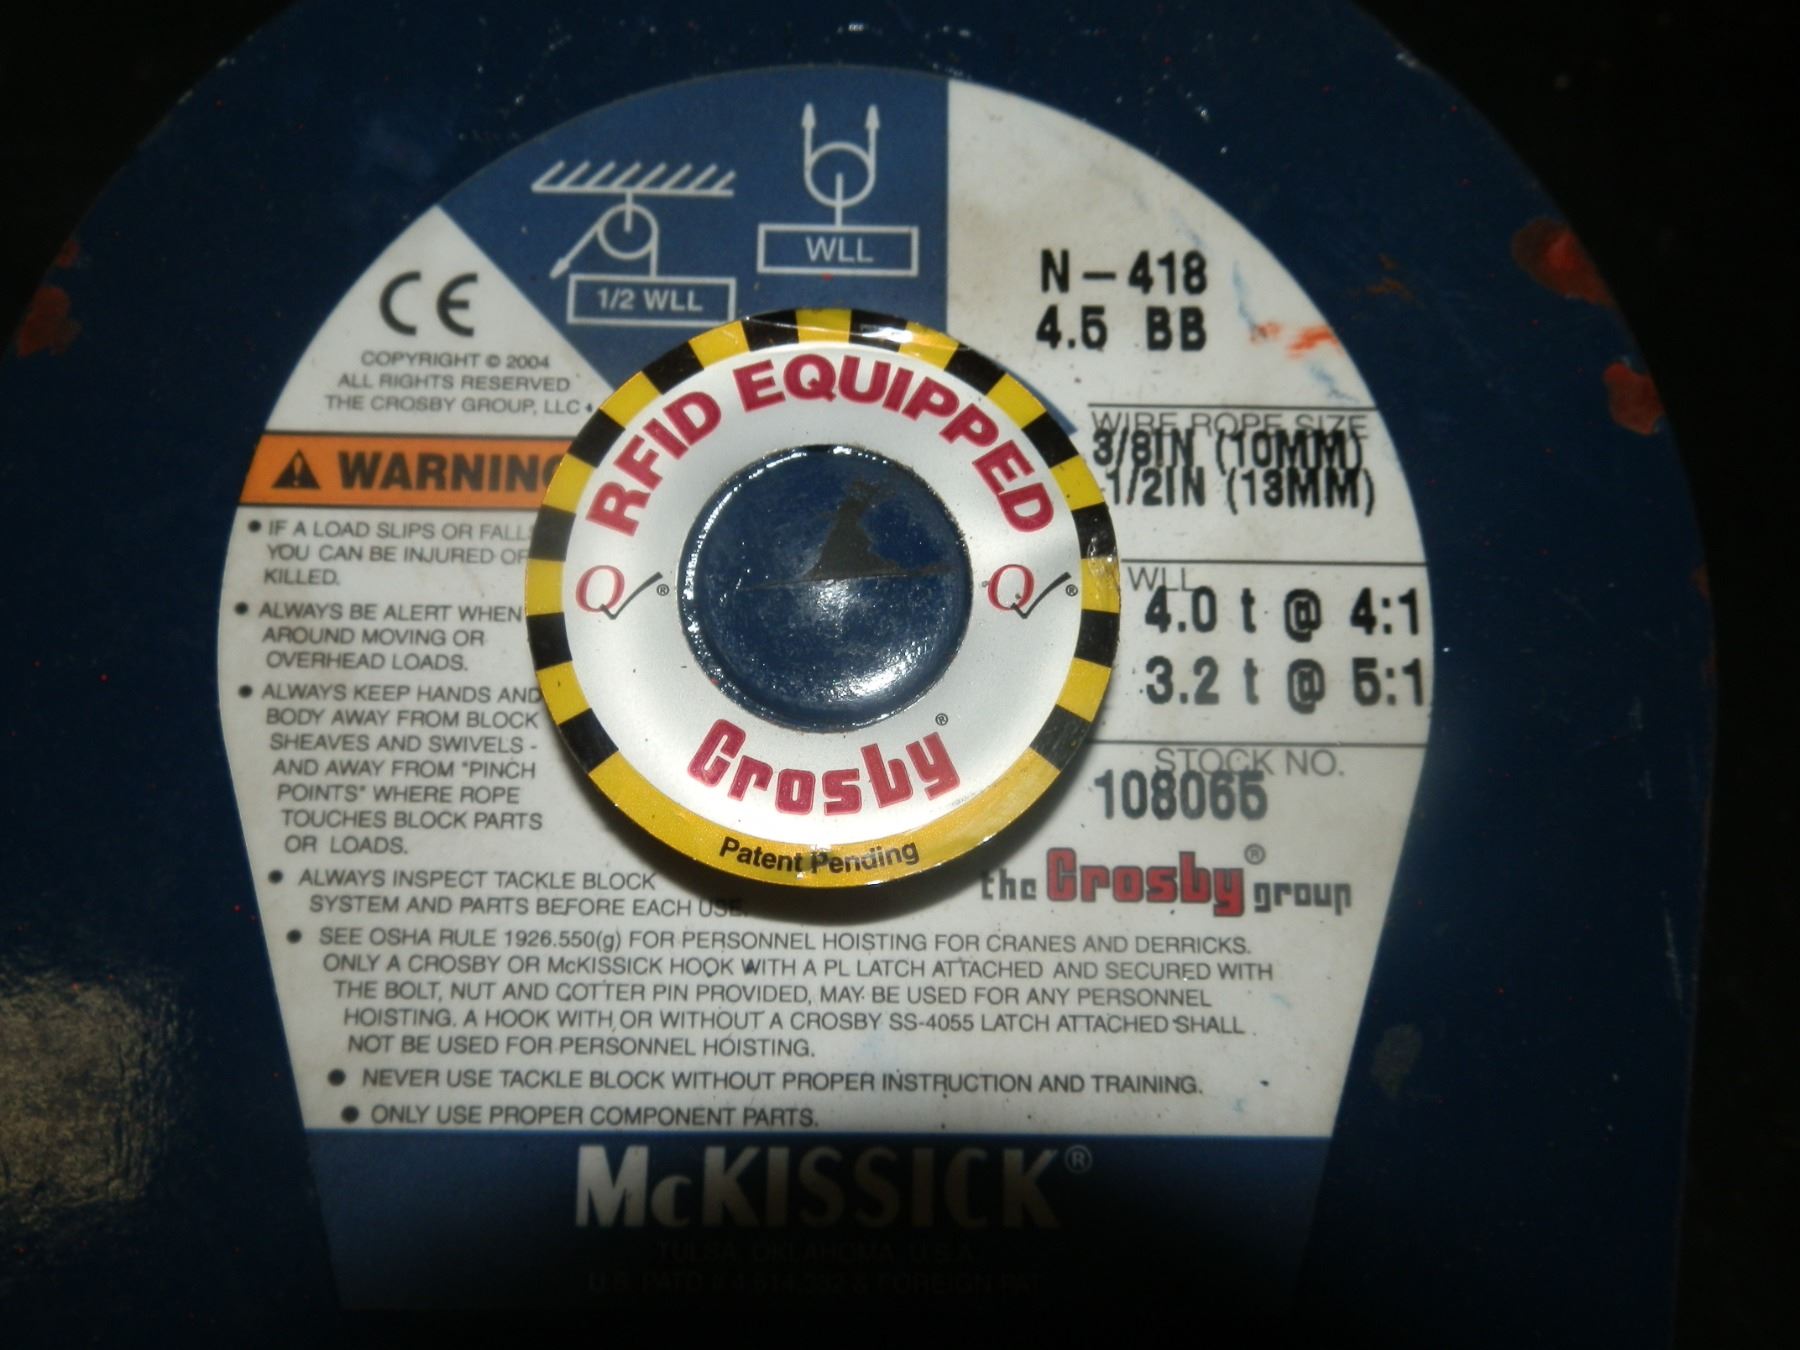 WLL
1/2 WLL
N-418
4.5 BB
CE
COPYRIGHT © 2004
ALL RIGHTS RESERVED
THE CROSBY GROUP, LLC
WIRE ROPE SIZE
3/8IN (10MM)
1/2IN (13MM)
WARNING
• IF A LOAD SLIPS OR FALLS
YOU CAN BE INJURED OR
KILLED.
• ALWAYS BE ALERT WHEN
AROUND MOVING OR
OVERHEAD LOADS.
• ALWAYS KEEP HANDS AND
BODY AWAY FROM BLOCK
SHEAVES AND SWIVELS -
AND AWAY FROM "PINCH
POINTS" WHERE ROPE
TOUCHES BLOCK PARTS
OR LOADS.
RFID EQUIPPED
Q® Q®
Crosby®
Patent Pending
WLL
4.0 t @ 4:1
3.2 t @ 5:1
STOCK NO.
108065
the Crosby® group
• ALWAYS INSPECT TACKLE BLOCK
SYSTEM AND PARTS BEFORE EACH USE.
• SEE OSHA RULE 1926.550(g) FOR PERSONNEL HOISTING FOR CRANES AND DERRICKS.
ONLY A CROSBY OR McKISSICK HOOK WITH A PL LATCH ATTACHED AND SECURED WITH
THE BOLT, NUT AND COTTER PIN PROVIDED, MAY BE USED FOR ANY PERSONNEL
HOISTING. A HOOK WITH OR WITHOUT A CROSBY SS-4055 LATCH ATTACHED SHALL
NOT BE USED FOR PERSONNEL HOISTING.
• NEVER USE TACKLE BLOCK WITHOUT PROPER INSTRUCTION AND TRAINING.
• ONLY USE PROPER COMPONENT PARTS.
McKISSICK®
TULSA, OKLAHOMA, U.S.A.
& FOREIGN PAT